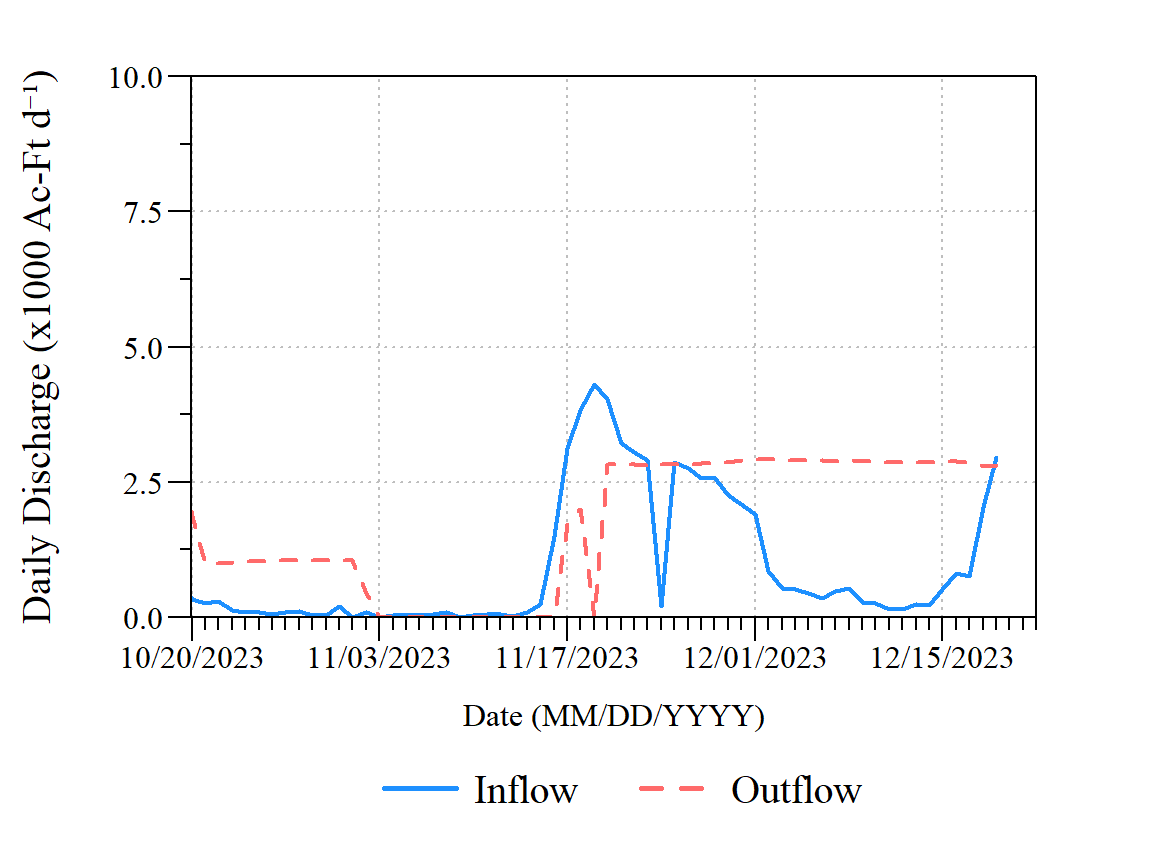 Daily Discharge (x1000 Ac-Ft d⁻¹)
10.0
7.5
5.0
2.5
0.0
10/20/2023 11/03/2023 11/17/2023 12/01/2023 12/15/2023
Date (MM/DD/YYYY)
Inflow Outflow